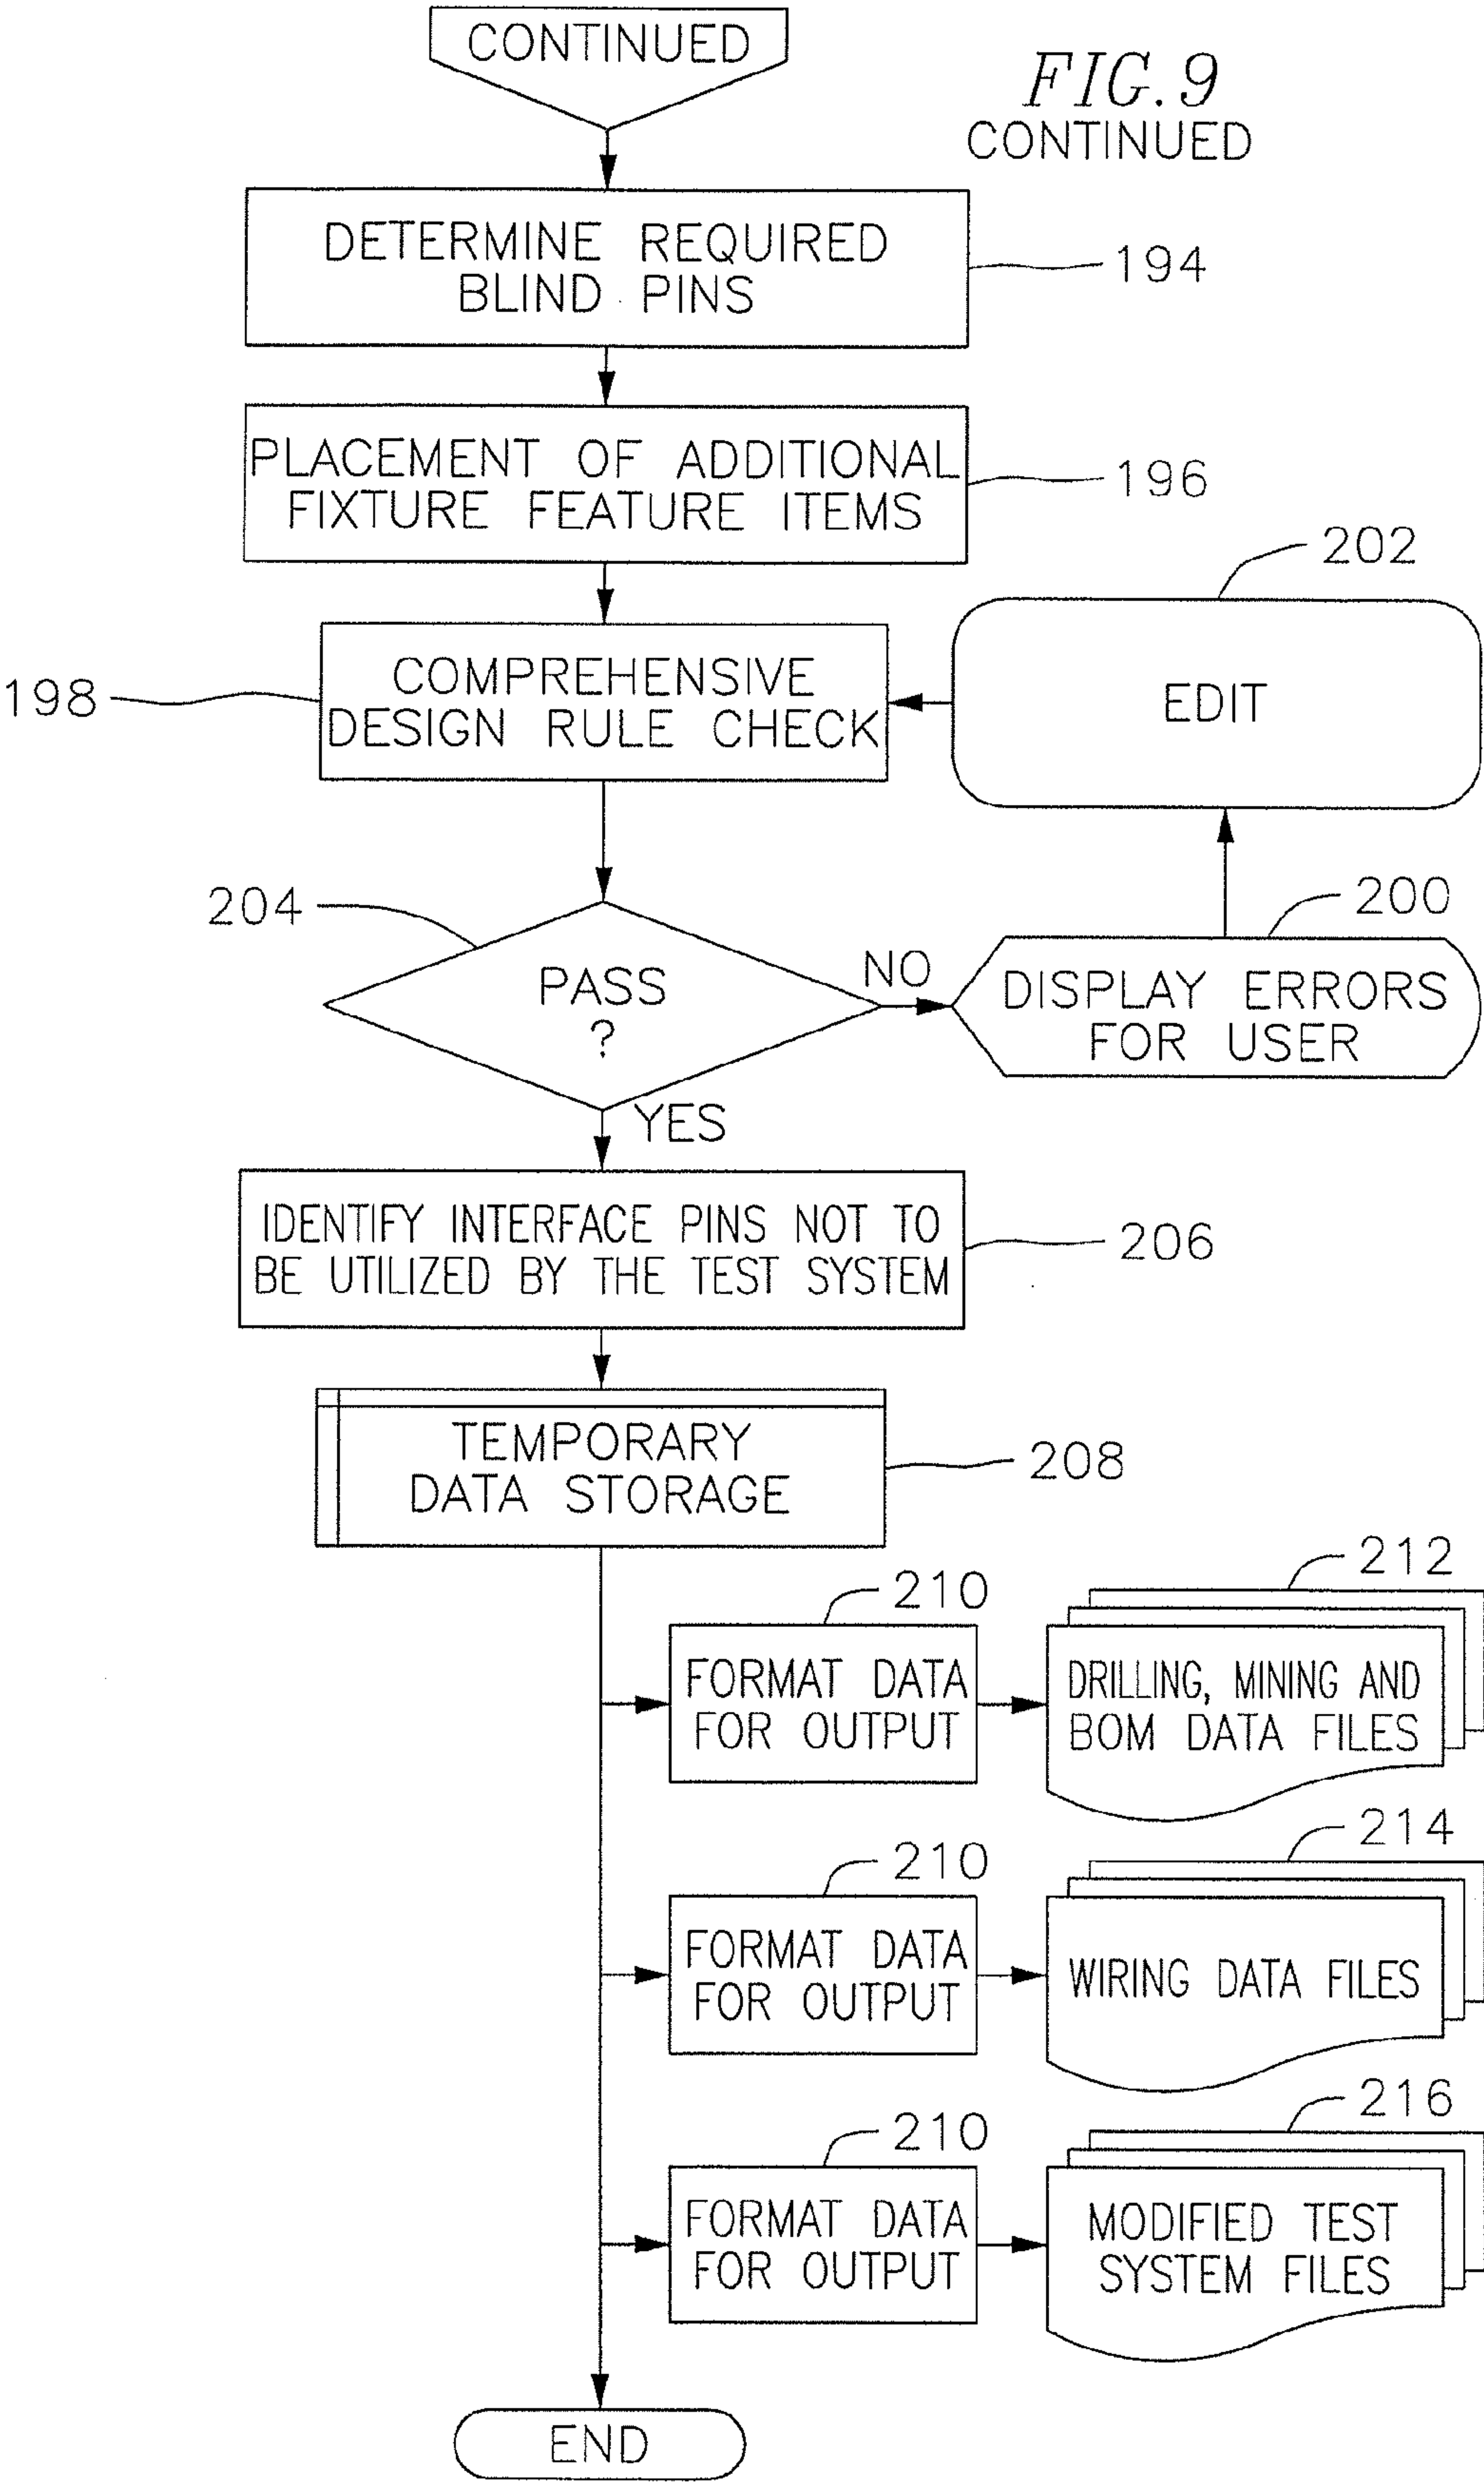 CONTINUED
FIG. 9
CONTINUED
DETERMINE REQUIRED
BLIND PINS
194
PLACEMENT OF ADDITIONAL
FIXTURE FEATURE ITEMS
196
202
198
COMPREHENSIVE
DESIGN RULE CHECK
EDIT
204
PASS
?
NO
200
DISPLAY ERRORS
FOR USER
YES
IDENTIFY INTERFACE PINS NOT TO
BE UTILIZED BY THE TEST SYSTEM
206
TEMPORARY
DATA STORAGE
208
210
212
FORMAT DATA
FOR OUTPUT
DRILLING, MINING AND
BOM DATA FILES
210
214
FORMAT DATA
FOR OUTPUT
WIRING DATA FILES
210
216
FORMAT DATA
FOR OUTPUT
MODIFIED TEST
SYSTEM FILES
END